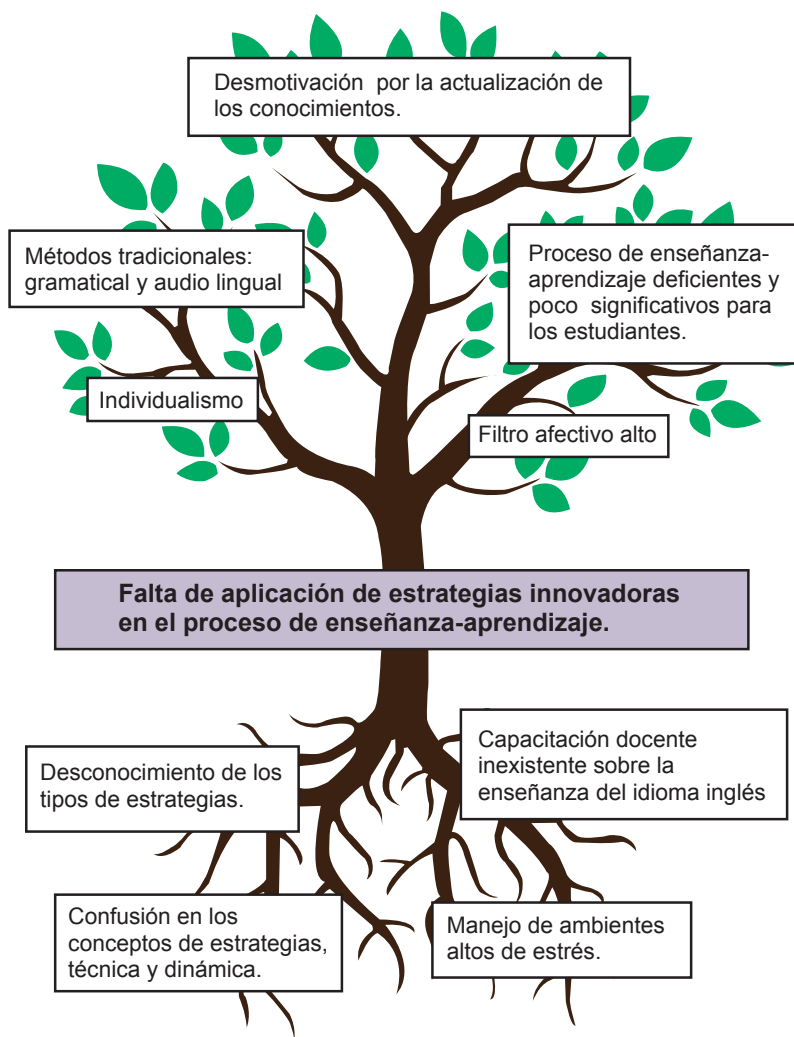 Desmotivación por la actualización de
los conocimientos.
Métodos tradicionales:
gramatical y audio lingual
Proceso de enseñanza-
aprendizaje deficientes y
poco significativos para
los estudiantes.
Individualismo
Filtro afectivo alto
Falta de aplicación de estrategias innovadoras
en el proceso de enseñanza-aprendizaje.
Desconocimiento de los
tipos de estrategias.
Capacitación docente
inexistente sobre la
enseñanza del idioma inglés
Confusión en los
conceptos de estrategias,
técnica y dinámica.
Manejo de ambientes
altos de estrés.